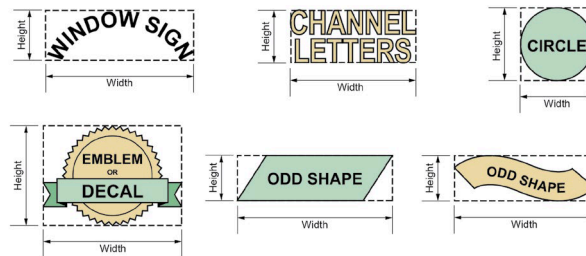 Height
WINDOW SIGN
Width
Height
CHANNEL
LETTERS
Width
Height
CIRCLE
Width
Height
EMBLEM
OR
DECAL
Width
Height
ODD SHAPE
Width
Height
ODD SHAPE
Width